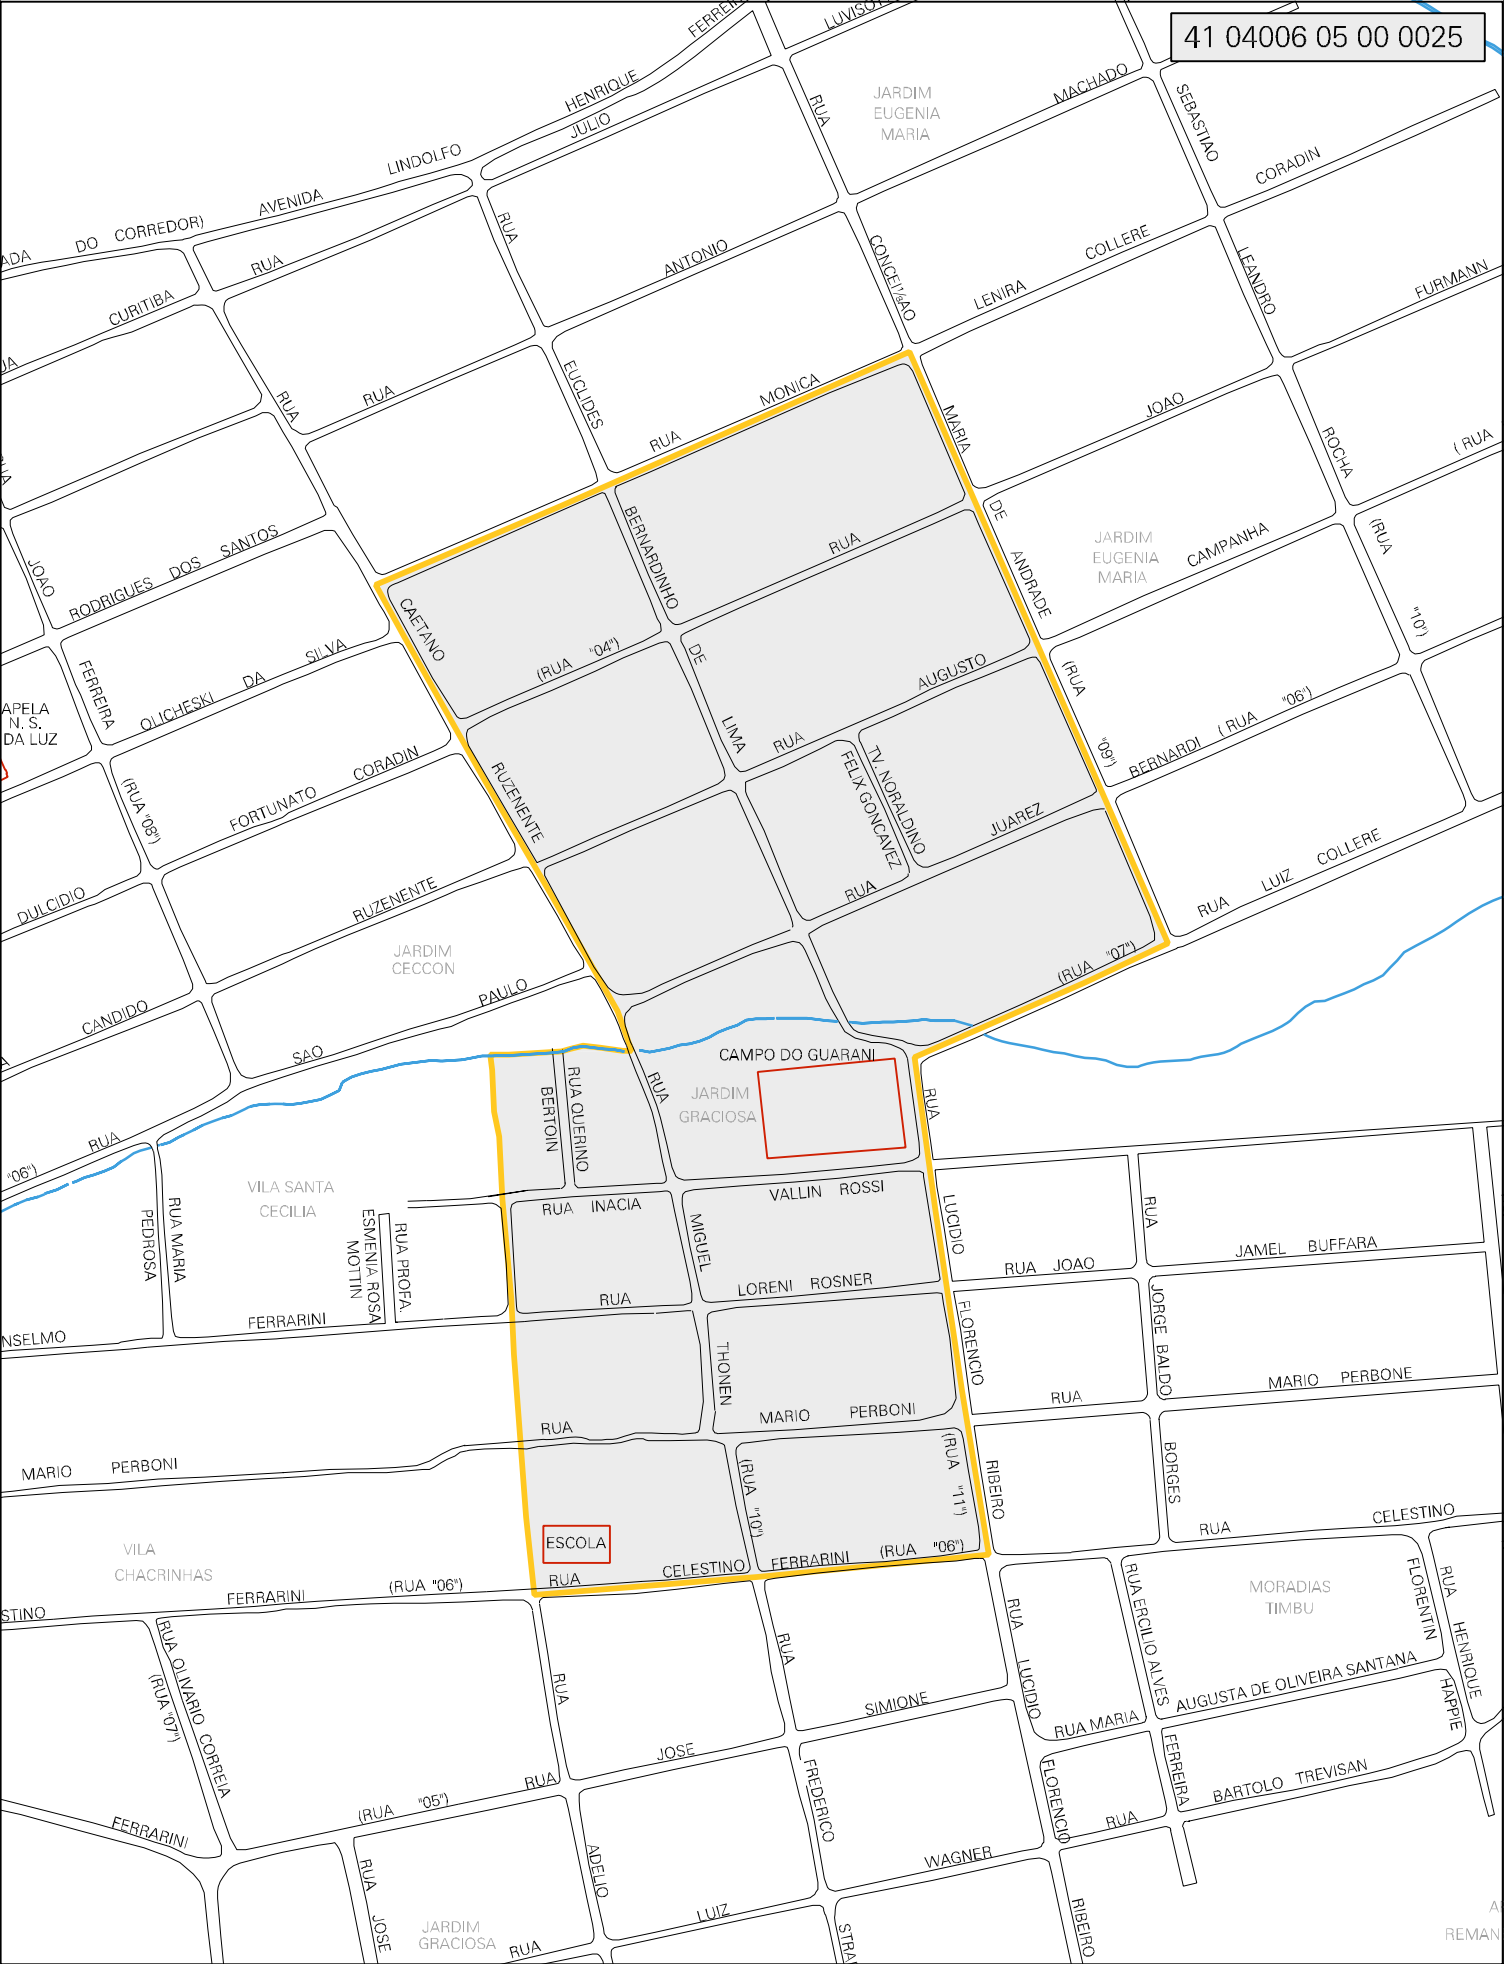 41 04006 05 00 0025
LUVISOTT
JARDIM
EUGENIA
MARIA
MACHADO
RUA
SEBASTIAO
HENRIQUE
JULIO
LINDOLFO
AVENIDA
DO CORREDOR)
ADA
CORADIN
RUA
RUA
ANTONIO
CONCEI⅓AO
LENIRA
COLLERE
LEANDRO
FURMANN
CURITIBA
RUA
RUA
EUCLIDES
RUA
MONICA
MARIA
JOAO
ROCHA
( RUA
JARDIM
EUGENIA
MARIA
CAMPANHA
DE
ANDRADE
(RUA
"10")
RODRIGUES DOS SANTOS
JOAO
BERNARDINHO
RUA
CAETANO
(RUA "04")
DE
LIMA
AUGUSTO
RUA
(RUA
"09")
BERNARDI ( RUA "06")
OLICHESKI DA SILVA
FERREIRA
APELA
N. S.
DA LUZ
FORTUNATO CORADIN
(RUA "08")
RUZENENTE
TV. NORALDINO
FELIX GONCAVEZ
JUAREZ
RUA
RUA LUIZ COLLERE
DULCIDIO
RUZENENTE
JARDIM
CECCON
(RUA "07")
CANDIDO
SAO
PAULO
CAMPO DO GUARANI
JARDIM
GRACIOSA
RUA
RUA
RUA QUERINO
BERTOIN
RUA
"06")
VILA SANTA
CECILIA
RUA MARIA
PEDROSA
RUA PROFA.
ESMENIA ROSA
MOTTIN
RUA INACIA
VALLIN ROSSI
MIGUEL
LUCIDIO
RUA
RUA JOAO
JAMEL BUFFARA
LORENI ROSNER
RUA
FERRARINI
NSELMO
FLORENCIO
JORGE BALDO
THONEN
RUA
MARIO PERBONE
MARIO PERBONI
RUA
MARIO PERBONI
(RUA
"10")
(RUA
"11")
RIBEIRO
BORGES
ESCOLA
RUA
CELESTINO
VILA
CHACRINHAS
RUA
CELESTINO
FERRARINI
(RUA "06")
FERRARINI
(RUA "06")
STINO
RUA ERCILIO ALVES
FERREIRA
MORADIAS
TIMBU
FLORENTIN
RUA
HENRIQUE
HAPPIE
RUA OLIVARIO CORREIA
(RUA "07")
RUA
RUA
RUA
LUCIDIO
SIMIONE
RUA MARIA
AUGUSTA DE OLIVEIRA SANTANA
JOSE
RUA
(RUA "05")
FREDERICO
FLORENCIO
RUA
BARTOLO TREVISAN
FERRARINI
RUA
JOSE
ADELIO
WAGNER
LUIZ
RUA
JARDIM
GRACIOSA
RIBEIRO
REMAN